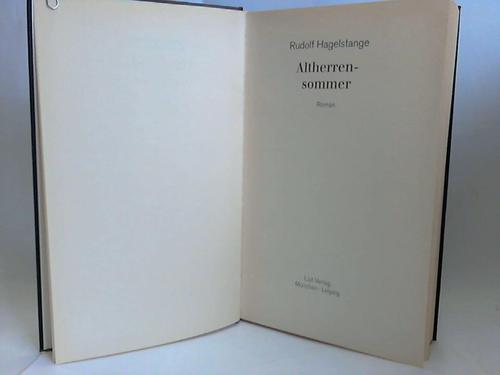 Rudolf Hagelstange
Altherren-
sommer
Roman
List Verlag
München - Leipzig